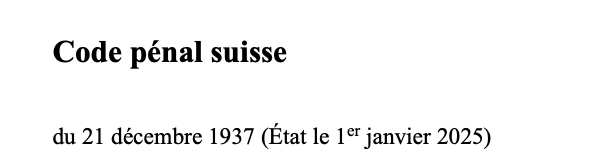 Code pénal suisse
du 21 décembre 1937 (État le 1er janvier 2025)